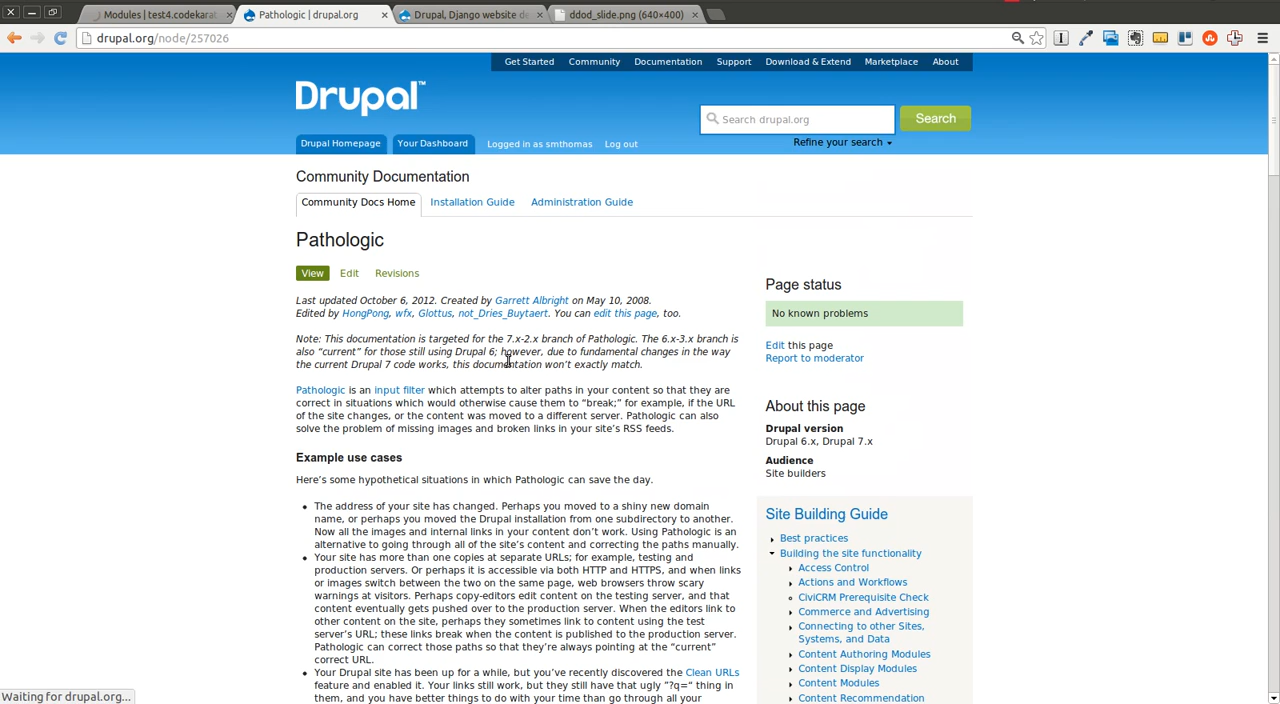 Modules | test4.codekarat
Pathologic | drupal.org
Drupal, Django website de
ddod_slide.png (640×400)
drupal.org/node/257026
Get Started Community Documentation Support Download & Extend Marketplace About
Drupal™
Search drupal.org
Search
Refine your search
Drupal Homepage Your Dashboard Logged in as smthomas Log out
Community Documentation
Community Docs Home Installation Guide Administration Guide
Pathologic
View Edit Revisions
Last updated October 6, 2012. Created by Garrett Albright on May 10, 2008.
Edited by HongPong, wfx, Glottus, not_Dries_Buytaert. You can edit this page, too.
Note: This documentation is targeted for the 7.x-2.x branch of Pathologic. The 6.x-3.x branch is
also “current” for those still using Drupal 6; however, due to fundamental changes in the way
the current Drupal 7 code works, this documentation won’t exactly match.
Pathologic is an input filter which attempts to alter paths in your content so that they are
correct in situations which would otherwise cause them to “break;” for example, if the URL
of the site changes, or the content was moved to a different server. Pathologic can also
solve the problem of missing images and broken links in your site’s RSS feeds.
Example use cases
Here’s some hypothetical situations in which Pathologic can save the day.
The address of your site has changed. Perhaps you moved to a shiny new domain
name, or perhaps you moved the Drupal installation from one subdirectory to another.
Now all the images and internal links in your content don’t work. Using Pathologic is an
alternative to going through all of the site’s content and correcting the paths manually.
Your site has more than one copies at separate URLs; for example, testing and
production servers. Or perhaps it is accessible via both HTTP and HTTPS, and when links
or images switch between the two on the same page, web browsers throw scary
warnings at visitors. Perhaps copy-editors edit content on the testing server, and that
content eventually gets pushed over to the production server. When the editors link to
other content on the site, perhaps they sometimes link to content using the test
server’s URL; these links break when the content is published to the production server.
Pathologic can correct those paths so that they’re always pointing at the “current”
correct URL.
Your Drupal site has been up for a while, but you’ve recently discovered the Clean URLs
feature and enabled it. Your links still work, but they still have that ugly “?q=” thing in
them, and you have better things to do with your time than go through all your
Page status
No known problems
Edit this page
Report to moderator
About this page
Drupal version
Drupal 6.x, Drupal 7.x
Audience
Site builders
Site Building Guide
Best practices
Building the site functionality
Access Control
Actions and Workflows
CiviCRM Prerequisite Check
Commerce and Advertising
Connecting to other Sites,
Systems, and Data
Content Authoring Modules
Content Display Modules
Content Modules
Content Recommendation
Waiting for drupal.org...